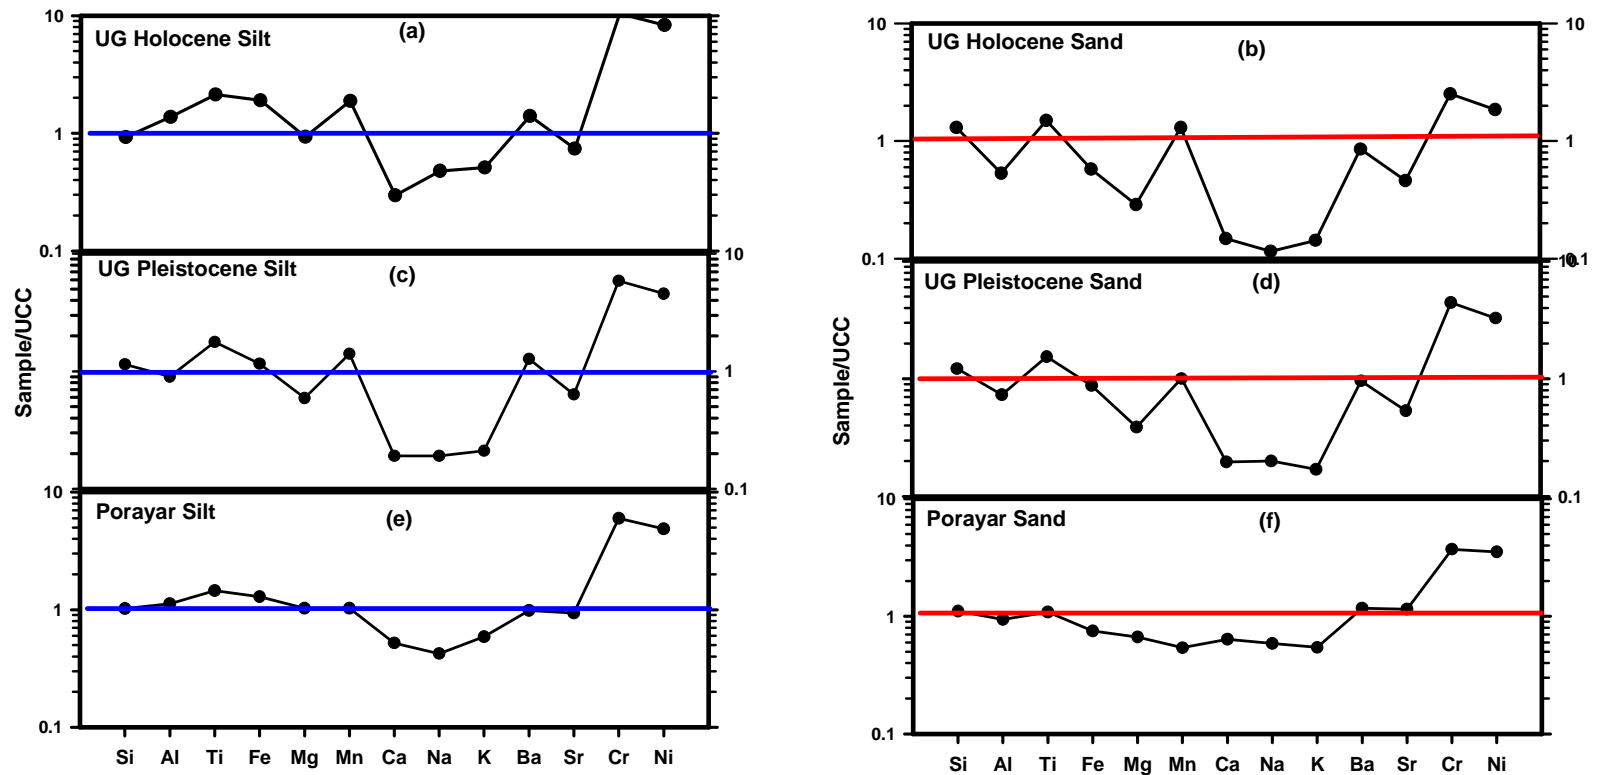 10
UG Holocene Silt
(a)
1
0.1
10
UG Pleistocene Silt
(c)
1
0.1
10
Porayar Silt
(e)
1
0.1
Sample/UCC
Si Al Ti Fe Mg Mn Ca Na K Ba Sr Cr Ni
10
10
UG Holocene Sand
(b)
1
1
0.1
0.1
10
UG Pleistocene Sand
(d)
1
0.1
10
Porayar Sand
(f)
1
0.1
Sample/UCC
Si Al Ti Fe Mg Mn Ca Na K Ba Sr Cr Ni